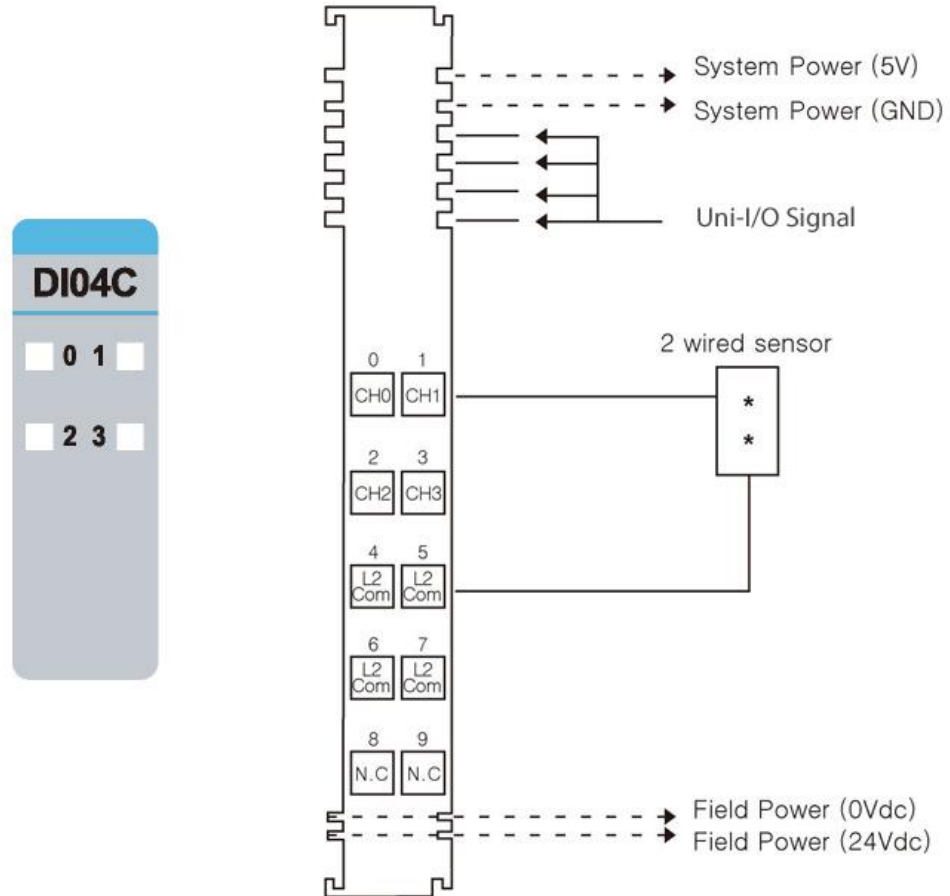 DI04C
0 1
2 3
System Power (5V)
System Power (GND)
Uni-I/O Signal
2 wired sensor
*
*
0 1
CH0 CH1
2 3
CH2 CH3
4 5
L2 Com L2 Com
6 7
L2 Com L2 Com
8 9
N.C N.C
Field Power (0Vdc)
Field Power (24Vdc)